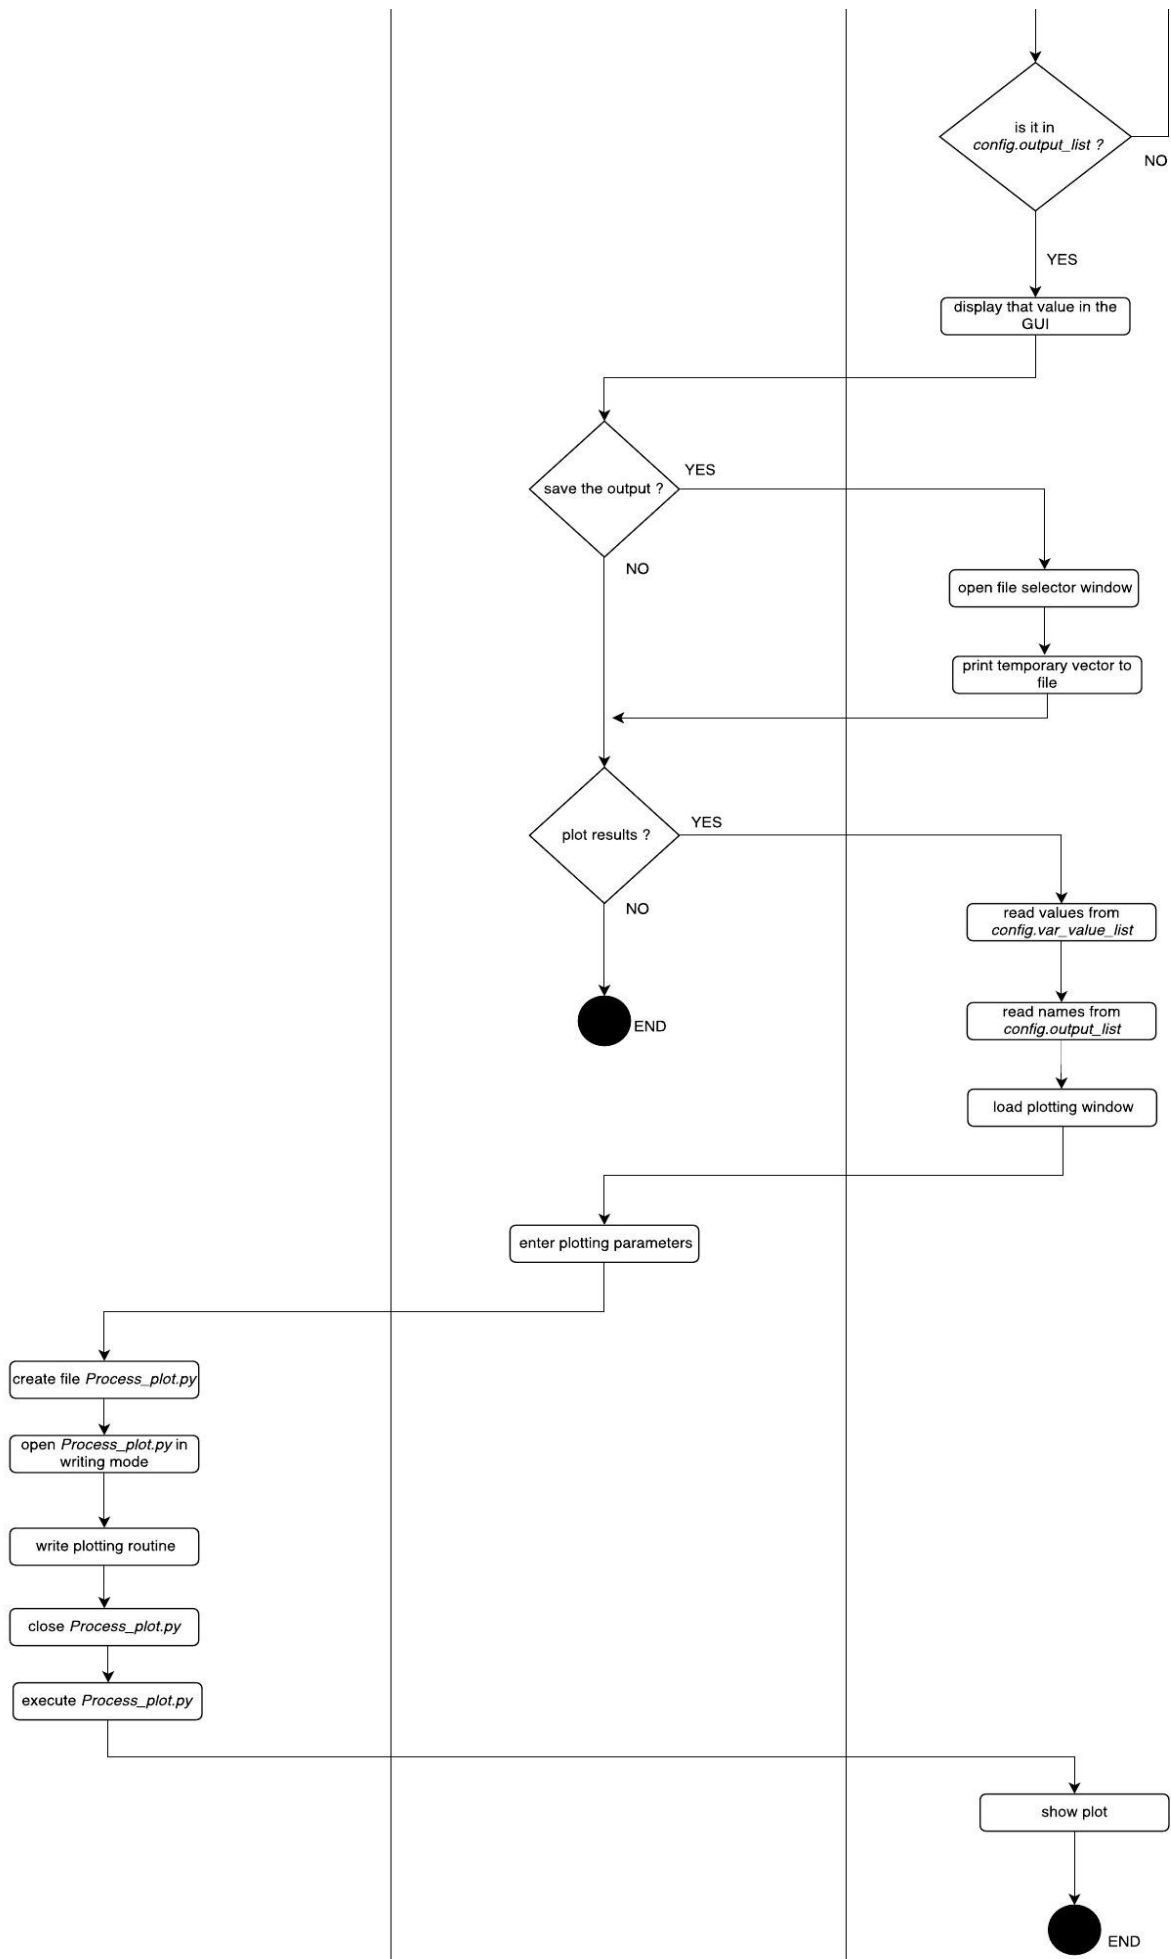 is it in
config.output_list ?
NO
YES
display that value in the
GUI
save the output ?
YES
NO
open file selector window
print temporary vector to
file
plot results ?
YES
NO
read values from
config.var_value_list
END
read names from
config.output_list
load plotting window
enter plotting parameters
create file Process_plot.py
open Process_plot.py in
writing mode
write plotting routine
close Process_plot.py
execute Process_plot.py
show plot
END